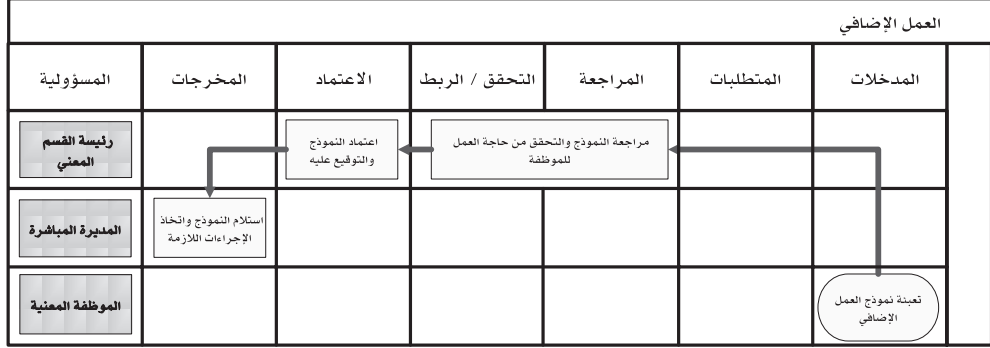 العمل الإضافي
المدخلات
المتطلبات
المراجعة
التحقق / الربط
الاعتماد
المخرجات
المسؤولية
مراجعة النموذج والتحقق من حاجة العمل
للموظفة
اعتماد النموذج
والتوقيع عليه
رئيسة القسم
المعني
استلام النموذج واتخاذ
الإجراءات اللازمة
المديرة المباشرة
تعبئة نموذج العمل
الإضافي
الموظفة المعنية